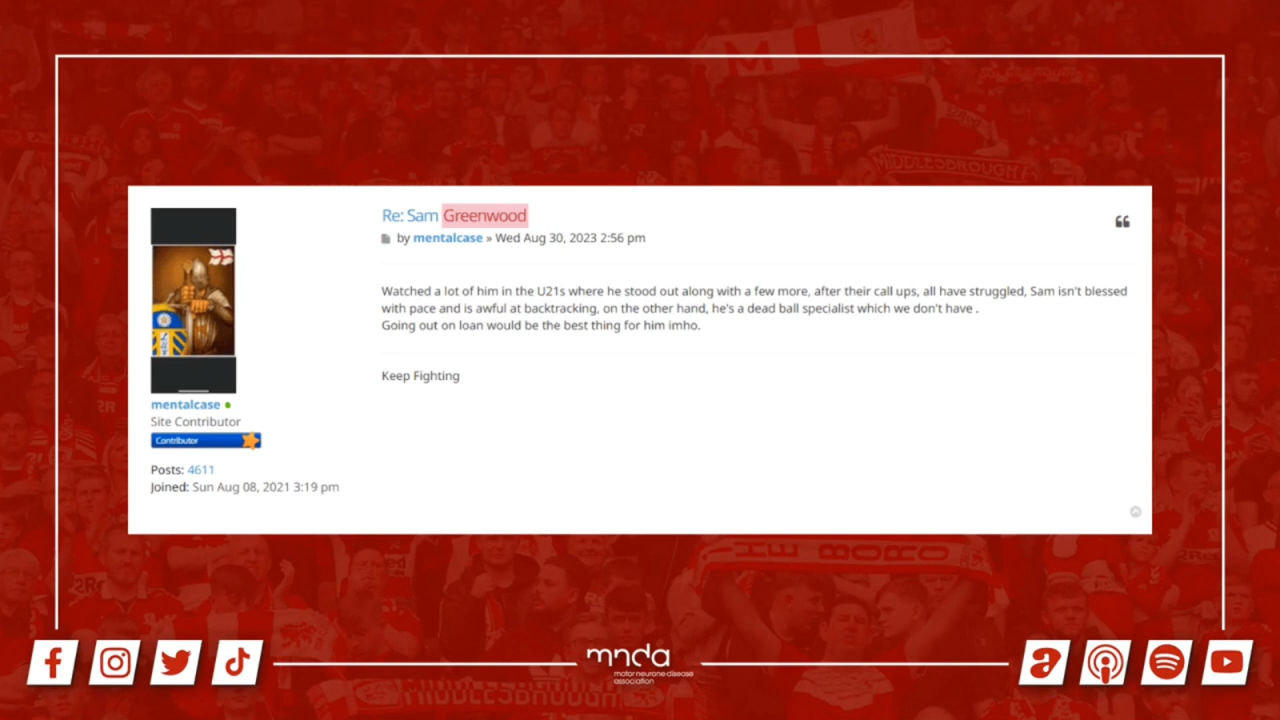 M
MIDDLESBROUGH
Re: Sam Greenwood
by mentalcase » Wed Aug 30, 2023 2:56 pm
Watched a lot of him in the U21s where he stood out along with a few more, after their call ups, all have struggled, Sam isn't blessed
with pace and is awful at backtracking, on the other hand, he's a dead ball specialist which we don't have .
Going out on loan would be the best thing for him imho.
Keep Fighting
mentalcase
Site Contributor
Contributor
Posts: 4611
Joined: Sun Aug 08, 2021 3:19 pm
THE BORO
mnda
motor neurone disease
association
MIDDLESBROUGH